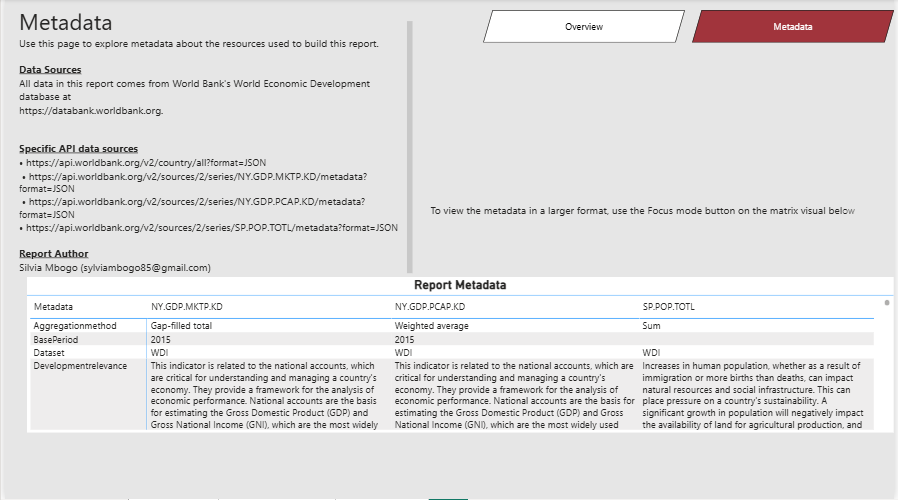 Metadata
Use this page to explore metadata about the resources used to build this report.
Overview
Metadata
Data Sources
All data in this report comes from World Bank's World Economic Development
database at
https://databank.worldbank.org.
Specific API data sources
• https://api.worldbank.org/v2/country/all?format=JSON
• https://api.worldbank.org/v2/sources/2/series/NY.GDP.MKTP.KD/metadata?
format=JSON
• https://api.worldbank.org/v2/sources/2/series/NY.GDP.PCAP.KD/metadata?
format=JSON
• https://api.worldbank.org/v2/sources/2/series/SP.POP.TOTL/metadata?format=JSON
Report Author
Silvia Mbogo (sylviambogo85@gmail.com)
To view the metadata in a larger format, use the Focus mode button on the matrix visual below
Report Metadata
Metadata NY.GDP.MKTP.KD NY.GDP.PCAP.KD SP.POP.TOTL
Aggregationmethod Gap-filled total Weighted average Sum
BasePeriod 2015 2015
Dataset WDI WDI WDI
Developmentrelevance
This indicator is related to the national accounts, which
are critical for understanding and managing a country's
economy. They provide a framework for the analysis of
economic performance. National accounts are the basis
for estimating the Gross Domestic Product (GDP) and
Gross National Income (GNI), which are the most widely
This indicator is related to the national accounts, which are
critical for understanding and managing a country's
economy. They provide a framework for the analysis of
economic performance. National accounts are the basis for
estimating the Gross Domestic Product (GDP) and Gross
National Income (GNI), which are the most widely used
Increases in human population, whether as a result of
immigration or more births than deaths, can impact
natural resources and social infrastructure. This can
place pressure on a country's sustainability. A
significant growth in population will negatively impact
the availability of land for agricultural production, and